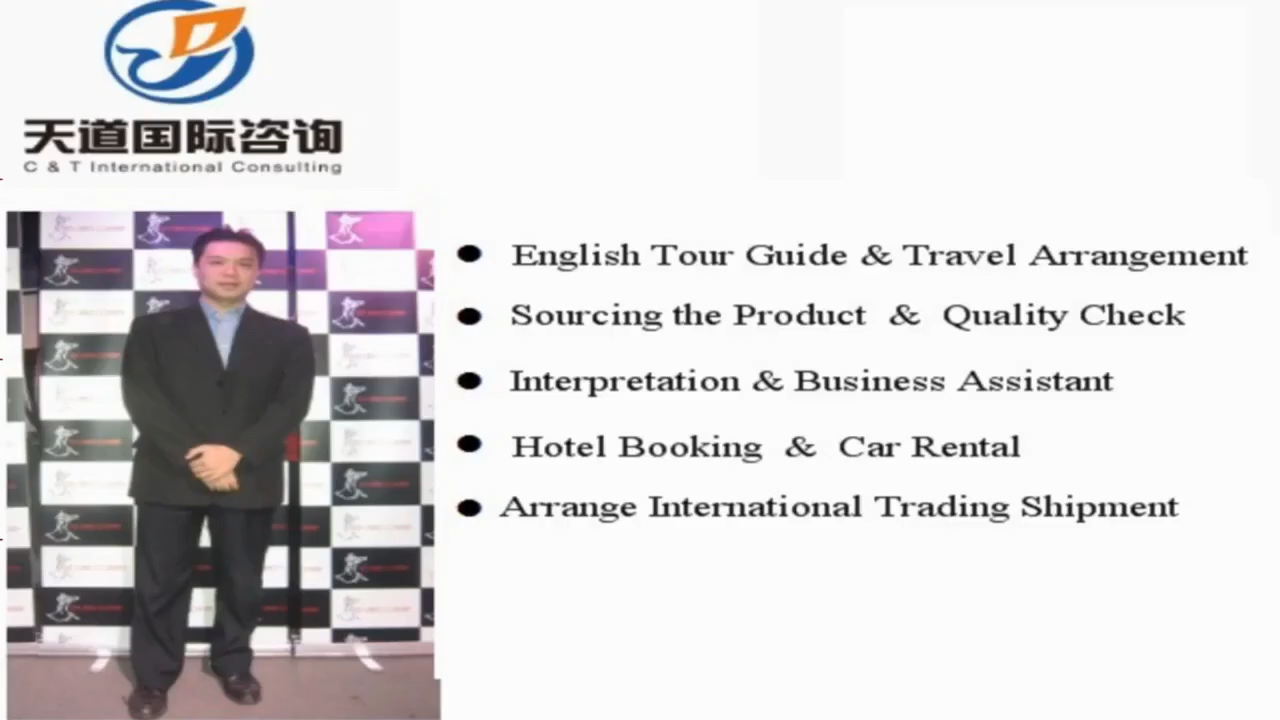 天道国际咨询
C & T International Consulting
● English Tour Guide & Travel Arrangement
● Sourcing the Product & Quality Check
● Interpretation & Business Assistant
● Hotel Booking & Car Rental
● Arrange International Trading Shipment